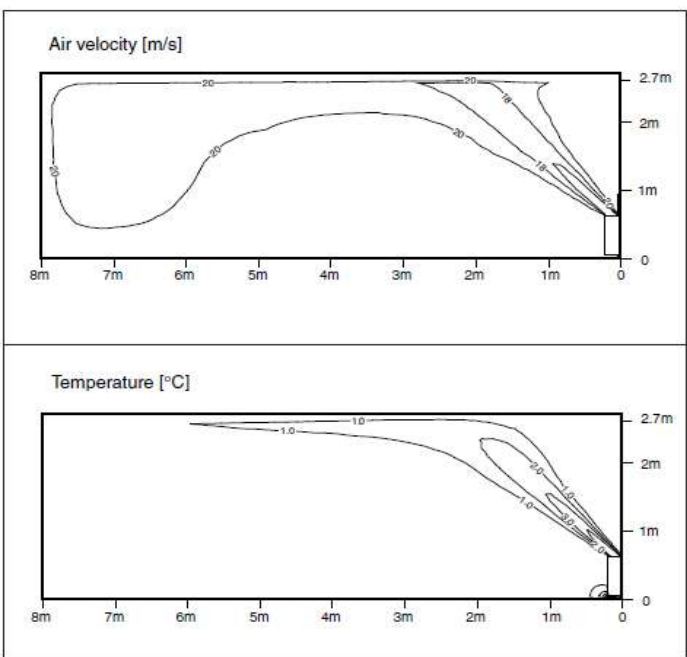 Air velocity [m/s]
20 20 2.7m
18
20 2m
20
20 18
20 1m
0
8m 7m 6m 5m 4m 3m 2m 1m 0
Temperature [°C]
1.0 2.7m
1.0
2.0 2m
1.0 1.0
3.0 1m
2.0
0
8m 7m 6m 5m 4m 3m 2m 1m 0